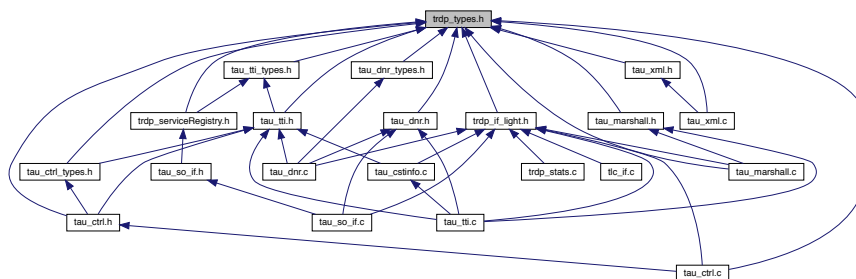 trdp_types.h
tau_tti_types.h
tau_dnr_types.h
tau_xml.h
trdp_serviceRegistry.h
tau_tti.h
tau_dnr.h
trdp_if_light.h
tau_marshall.h
tau_xml.c
tau_ctrl_types.h
tau_so_if.h
tau_dnr.c
tau_cstinfo.c
trdp_stats.c
tlc_if.c
tau_marshall.c
tau_ctrl.h
tau_so_if.c
tau_tti.c
tau_ctrl.c